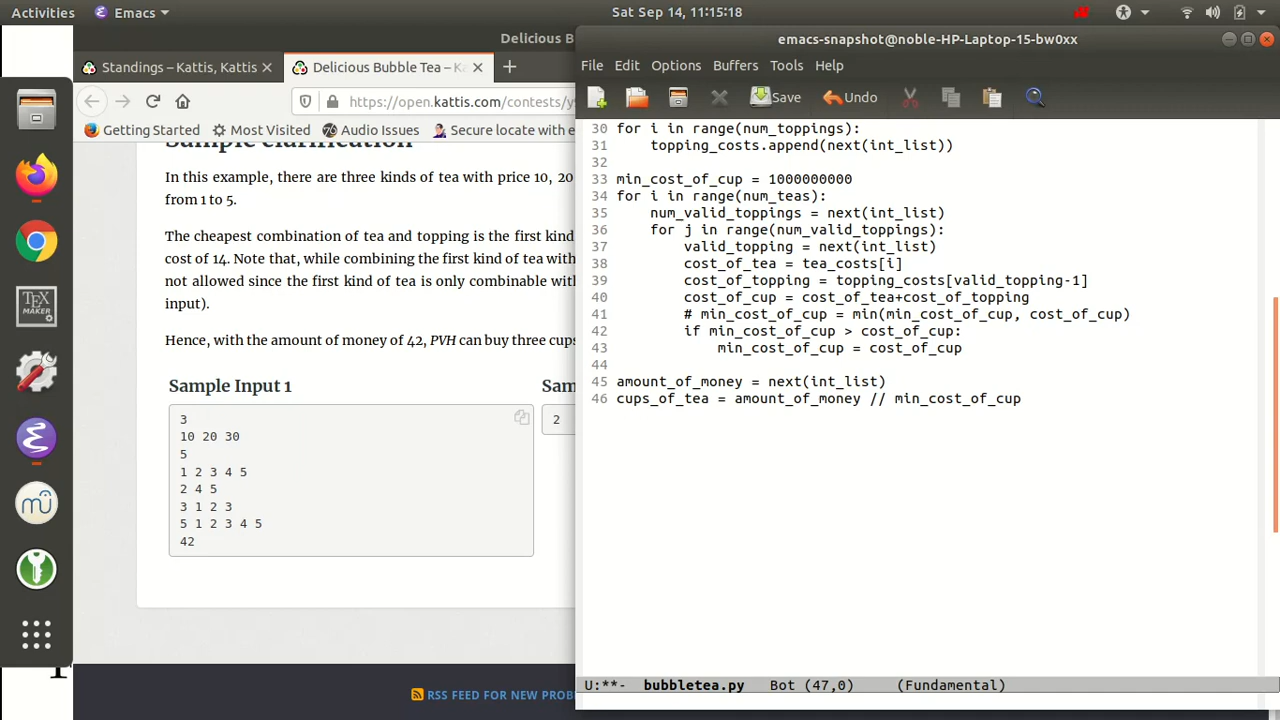 Activities
Emacs
Sat Sep 14, 11:15:18
Delicious B
emacs-snapshot@noble-HP-Laptop-15-bw0xx
Standings – Kattis, Kattis
Delicious Bubble Tea – K
https://open.kattis.com/contests/y
Getting Started
Most Visited
Audio Issues
Secure locate with e
Sample clarification
In this example, there are three kinds of tea with price 10, 20
from 1 to 5.
The cheapest combination of tea and topping is the first kind
cost of 14. Note that, while combining the first kind of tea with
not allowed since the first kind of tea is only combinable with
input).
Hence, with the amount of money of 42, PVH can buy three cups
Sample Input 1
Sam
3
10 20 30
5
1 2 3 4 5
2 4 5
3 1 2 3
5 1 2 3 4 5
42
2
RSS FEED FOR NEW PROB
File Edit Options Buffers Tools Help
Save
Undo
30 for i in range(num_toppings):
31 topping_costs.append(next(int_list))
32
33 min_cost_of_cup = 1000000000
34 for i in range(num_teas):
35 num_valid_toppings = next(int_list)
36 for j in range(num_valid_toppings):
37 valid_topping = next(int_list)
38 cost_of_tea = tea_costs[i]
39 cost_of_topping = topping_costs[valid_topping-1]
40 cost_of_cup = cost_of_tea+cost_of_topping
41 # min_cost_of_cup = min(min_cost_of_cup, cost_of_cup)
42 if min_cost_of_cup > cost_of_cup:
43 min_cost_of_cup = cost_of_cup
44
45 amount_of_money = next(int_list)
46 cups_of_tea = amount_of_money // min_cost_of_cup
U:**- bubbletea.py Bot (47,0) (Fundamental)